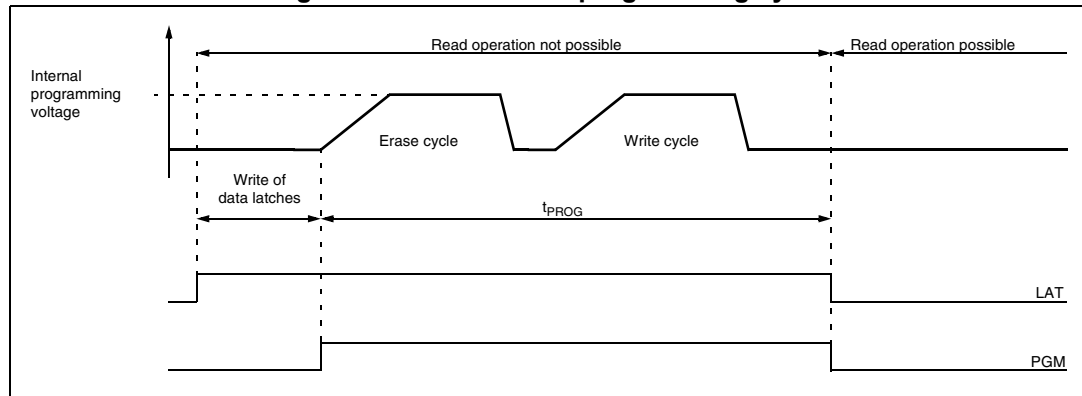 Read operation not possible
Read operation possible
Internal
programming
voltage
Erase cycle
Write cycle
Write of
data latches
tPROG
LAT
PGM